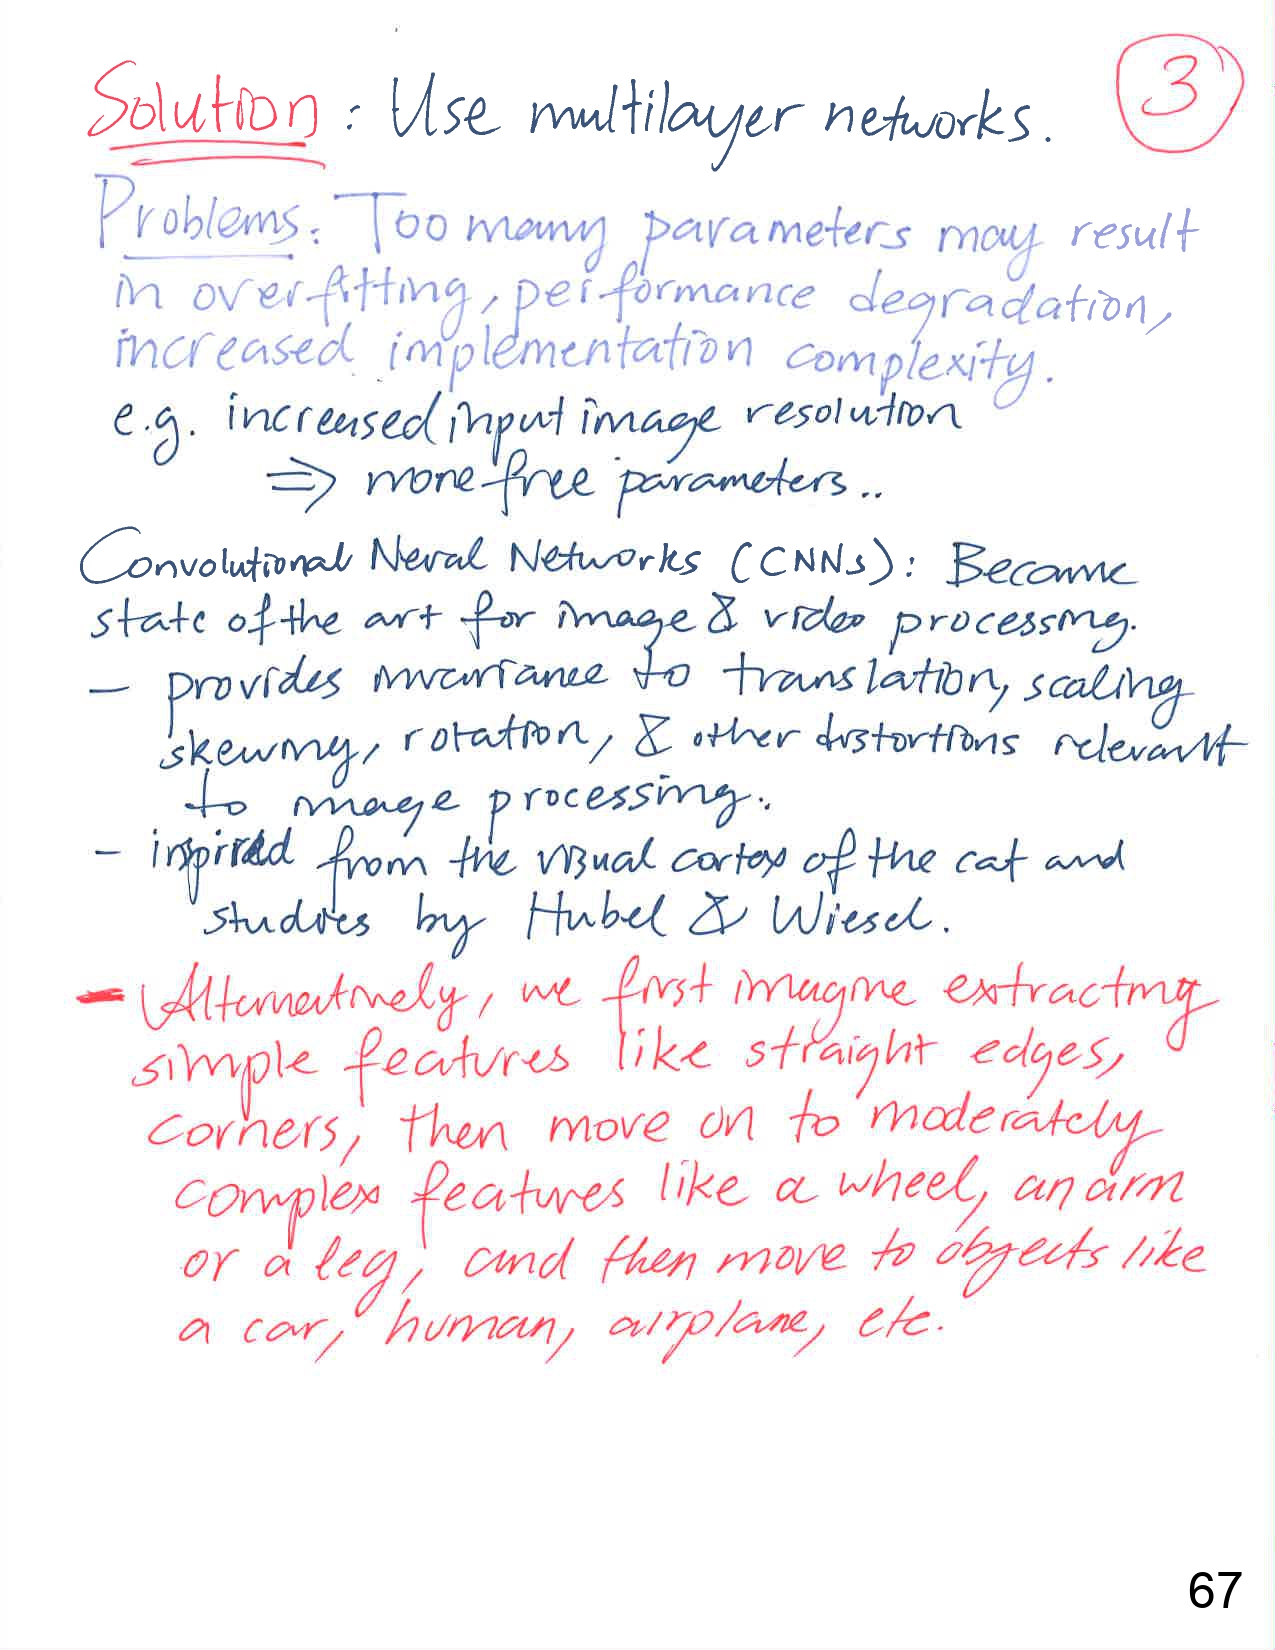 Solution: Use multilayer networks.
3
Problems: Too many parameters may result
in overfitting, performance degradation,
increased implementation complexity.
e.g. increased input image resolution
⇒ more free parameters..
Convolutional Neural Networks (CNNs): Became
state of the art for image & video processing.
- provides invariance to translation, scaling
skewing, rotation, & other distortions relevant
to image processing.
- inspired from the visual cortex of the cat and
studies by Hubel & Wiesel.
- Alternatively, we first imagine extracting
simple features like straight edges,
corners, then move on to moderately
complex features like a wheel, an arm
or a leg, and then move to objects like
a car, human, airplane, etc.
67